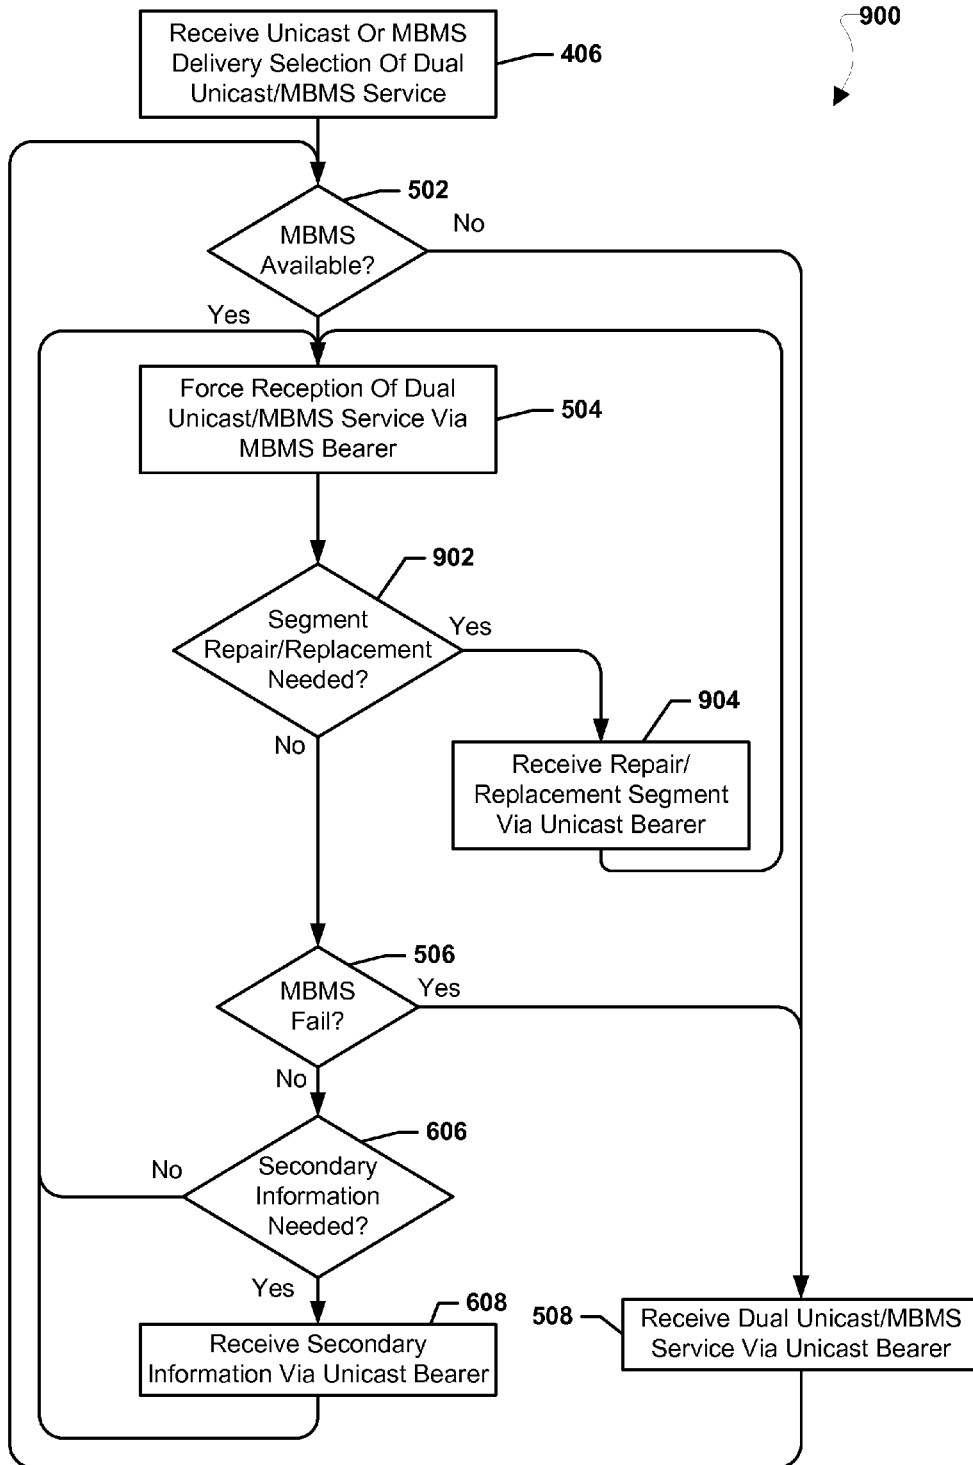 900
Receive Unicast Or MBMS
Delivery Selection Of Dual
Unicast/MBMS Service
406
502
MBMS
Available?
No
Yes
Force Reception Of Dual
Unicast/MBMS Service Via
MBMS Bearer
504
902
Segment
Repair/Replacement
Needed?
Yes
No
904
Receive Repair/
Replacement Segment
Via Unicast Bearer
506
MBMS
Fail?
Yes
No
606
Secondary
Information
Needed?
No
Yes
608
Receive Secondary
Information Via Unicast Bearer
508
Receive Dual Unicast/MBMS
Service Via Unicast Bearer